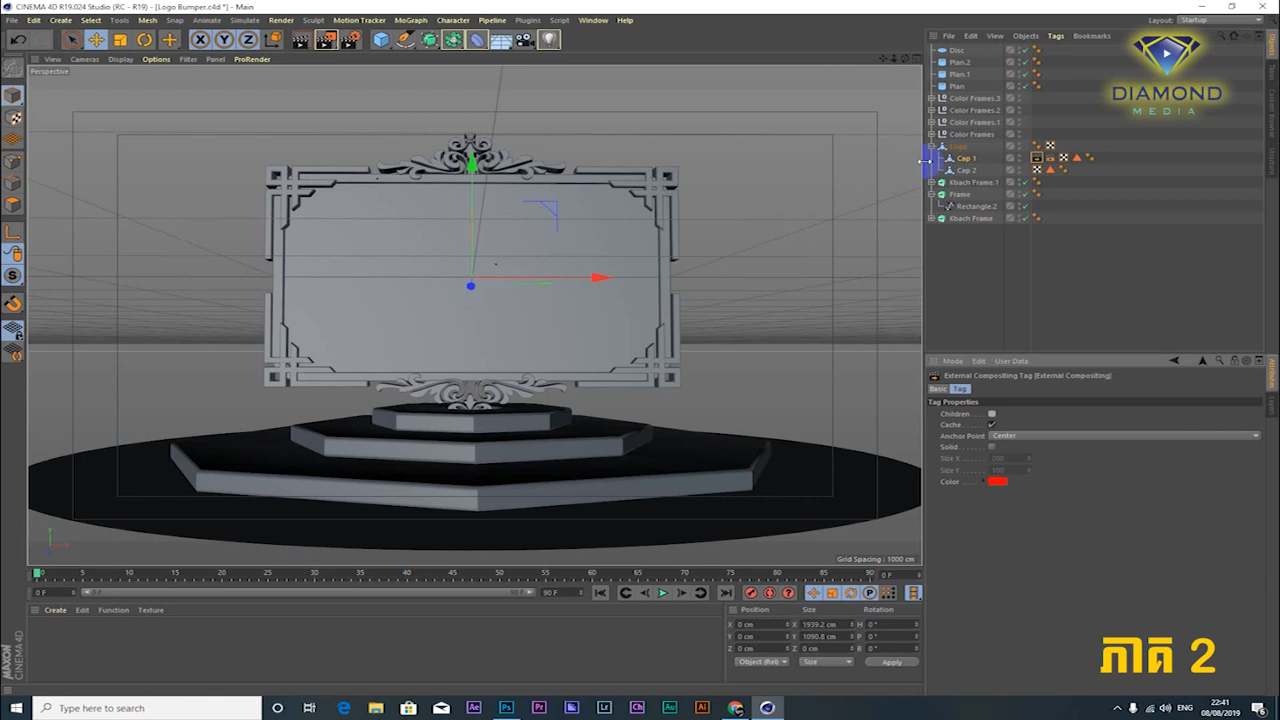 CINEMA 4D R19.024 Studio (RC - R19) - [Logo Bumper.c4d *] - Main
File Edit Create Select Tools Mesh Snap Animate Simulate Render Sculpt Motion Tracker MoGraph Character Pipeline Plugins Script Window Help
Layout: Startup
View Cameras Display Options Filter Panel ProRender
File Edit View Objects Tags Bookmarks
Perspective
Disc
Plan.2
Plan.1
Plan
Color Frames.3
Color Frames.2
Color Frames.1
Color Frames
Logo
Cap 1
Cap 2
Kbach Frame.1
Frame
Rectangle.2
Kbach Frame
DIAMOND
MEDIA
Mode Edit User Data
External Compositing Tag [External Compositing]
Basic Tag
Tag Properties
Children
Cache
Anchor Point Center
Solid
Size X 200
Size Y 100
Color
Grid Spacing : 1000 cm
0 5 10 15 20 25 30 35 40 45 50 55 60 65 70 75 80 85 90 0 F
0 F 0 F 90 F 90 F
Create Edit Function Texture
Position Size Rotation
X 0 cm X 1939.2 cm H 0 °
Y 0 cm Y 1090.8 cm P 0 °
Z 0 cm Z 0 cm B 0 °
Object (Rel) Size Apply
MAXON CINEMA 4D
ភាគ 2
Type here to search
ENG
22:41
08/08/2019